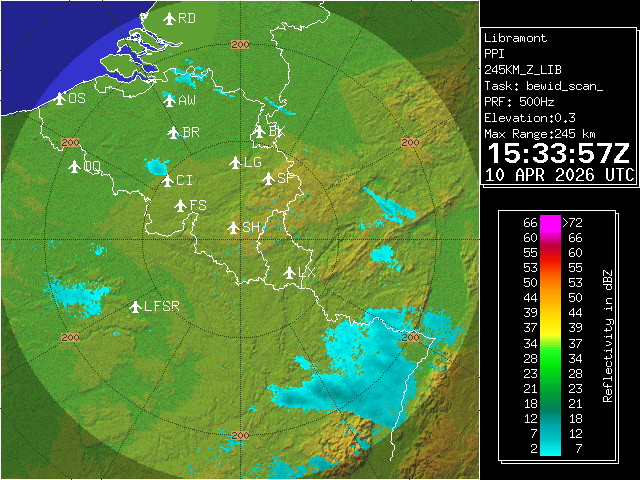 RD
200
OS
AW
BR
BK
200
200
QQ
LG
CI
SP
FS
SH
LX
LFSR
200
200
200
Libramont
PPI
245KM_Z_LIB
Task: bewid_scan_
PRF: 500Hz
Elevation:0.3
Max Range:245 km
15:33:57Z
10 APR 2026 UTC
66 >72
60 66
55 60
53 55
50 53
44 50
39 44
37 39
34 37
28 34
23 28
21 23
18 21
12 18
7 12
2 7
Reflectivity in dBZ